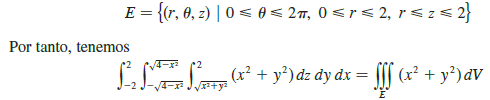 E = {(r, θ, z) | 0 ≤ θ ≤ 2π, 0 ≤ r ≤ 2, r ≤ z ≤ 2}
Por tanto, tenemos
∫_{-2}^{2} ∫_{-√(4-x²)}^{√(4-x²)} ∫_{√(x²+y²)}^{2} (x² + y²) dz dy dx = ∭_E (x² + y²) dV